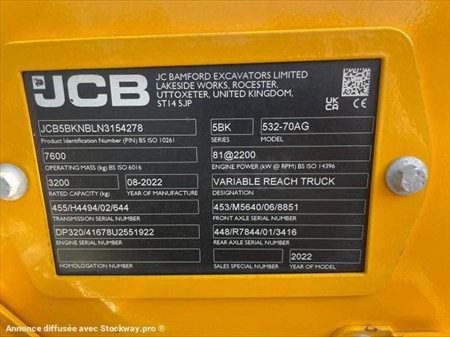 JCB
JC BAMFORD EXCAVATORS LIMITED
LAKESIDE WORKS, ROCESTER,
UTTOXETER, UNITED KINGDOM,
ST14 5JP
UK CA CE
JCB5BKNBLN3154278
Product Identification Number (PIN) BS ISO 10261
5BK
SERIES
532-70AG
MODEL
7600
OPERATING MASS (kg) BS ISO 6016
81@2200
ENGINE POWER (kW @ RPM) BS ISO 14396
3200
RATED CAPACITY (kg)
08-2022
YEAR OF MANUFACTURE
VARIABLE REACH TRUCK
DESIGNATION
455/H4494/02/644
TRANSMISSION SERIAL NUMBER
453/M5640/06/8851
FRONT AXLE SERIAL NUMBER
DP320/41678U2551922
ENGINE SERIAL NUMBER
448/R7844/01/3416
REAR AXLE SERIAL NUMBER
HOMOLOGATION NUMBER
SALES SPECIAL NUMBER
2022
YEAR OF MODEL
Annonce diffusée avec Stockway.pro ®